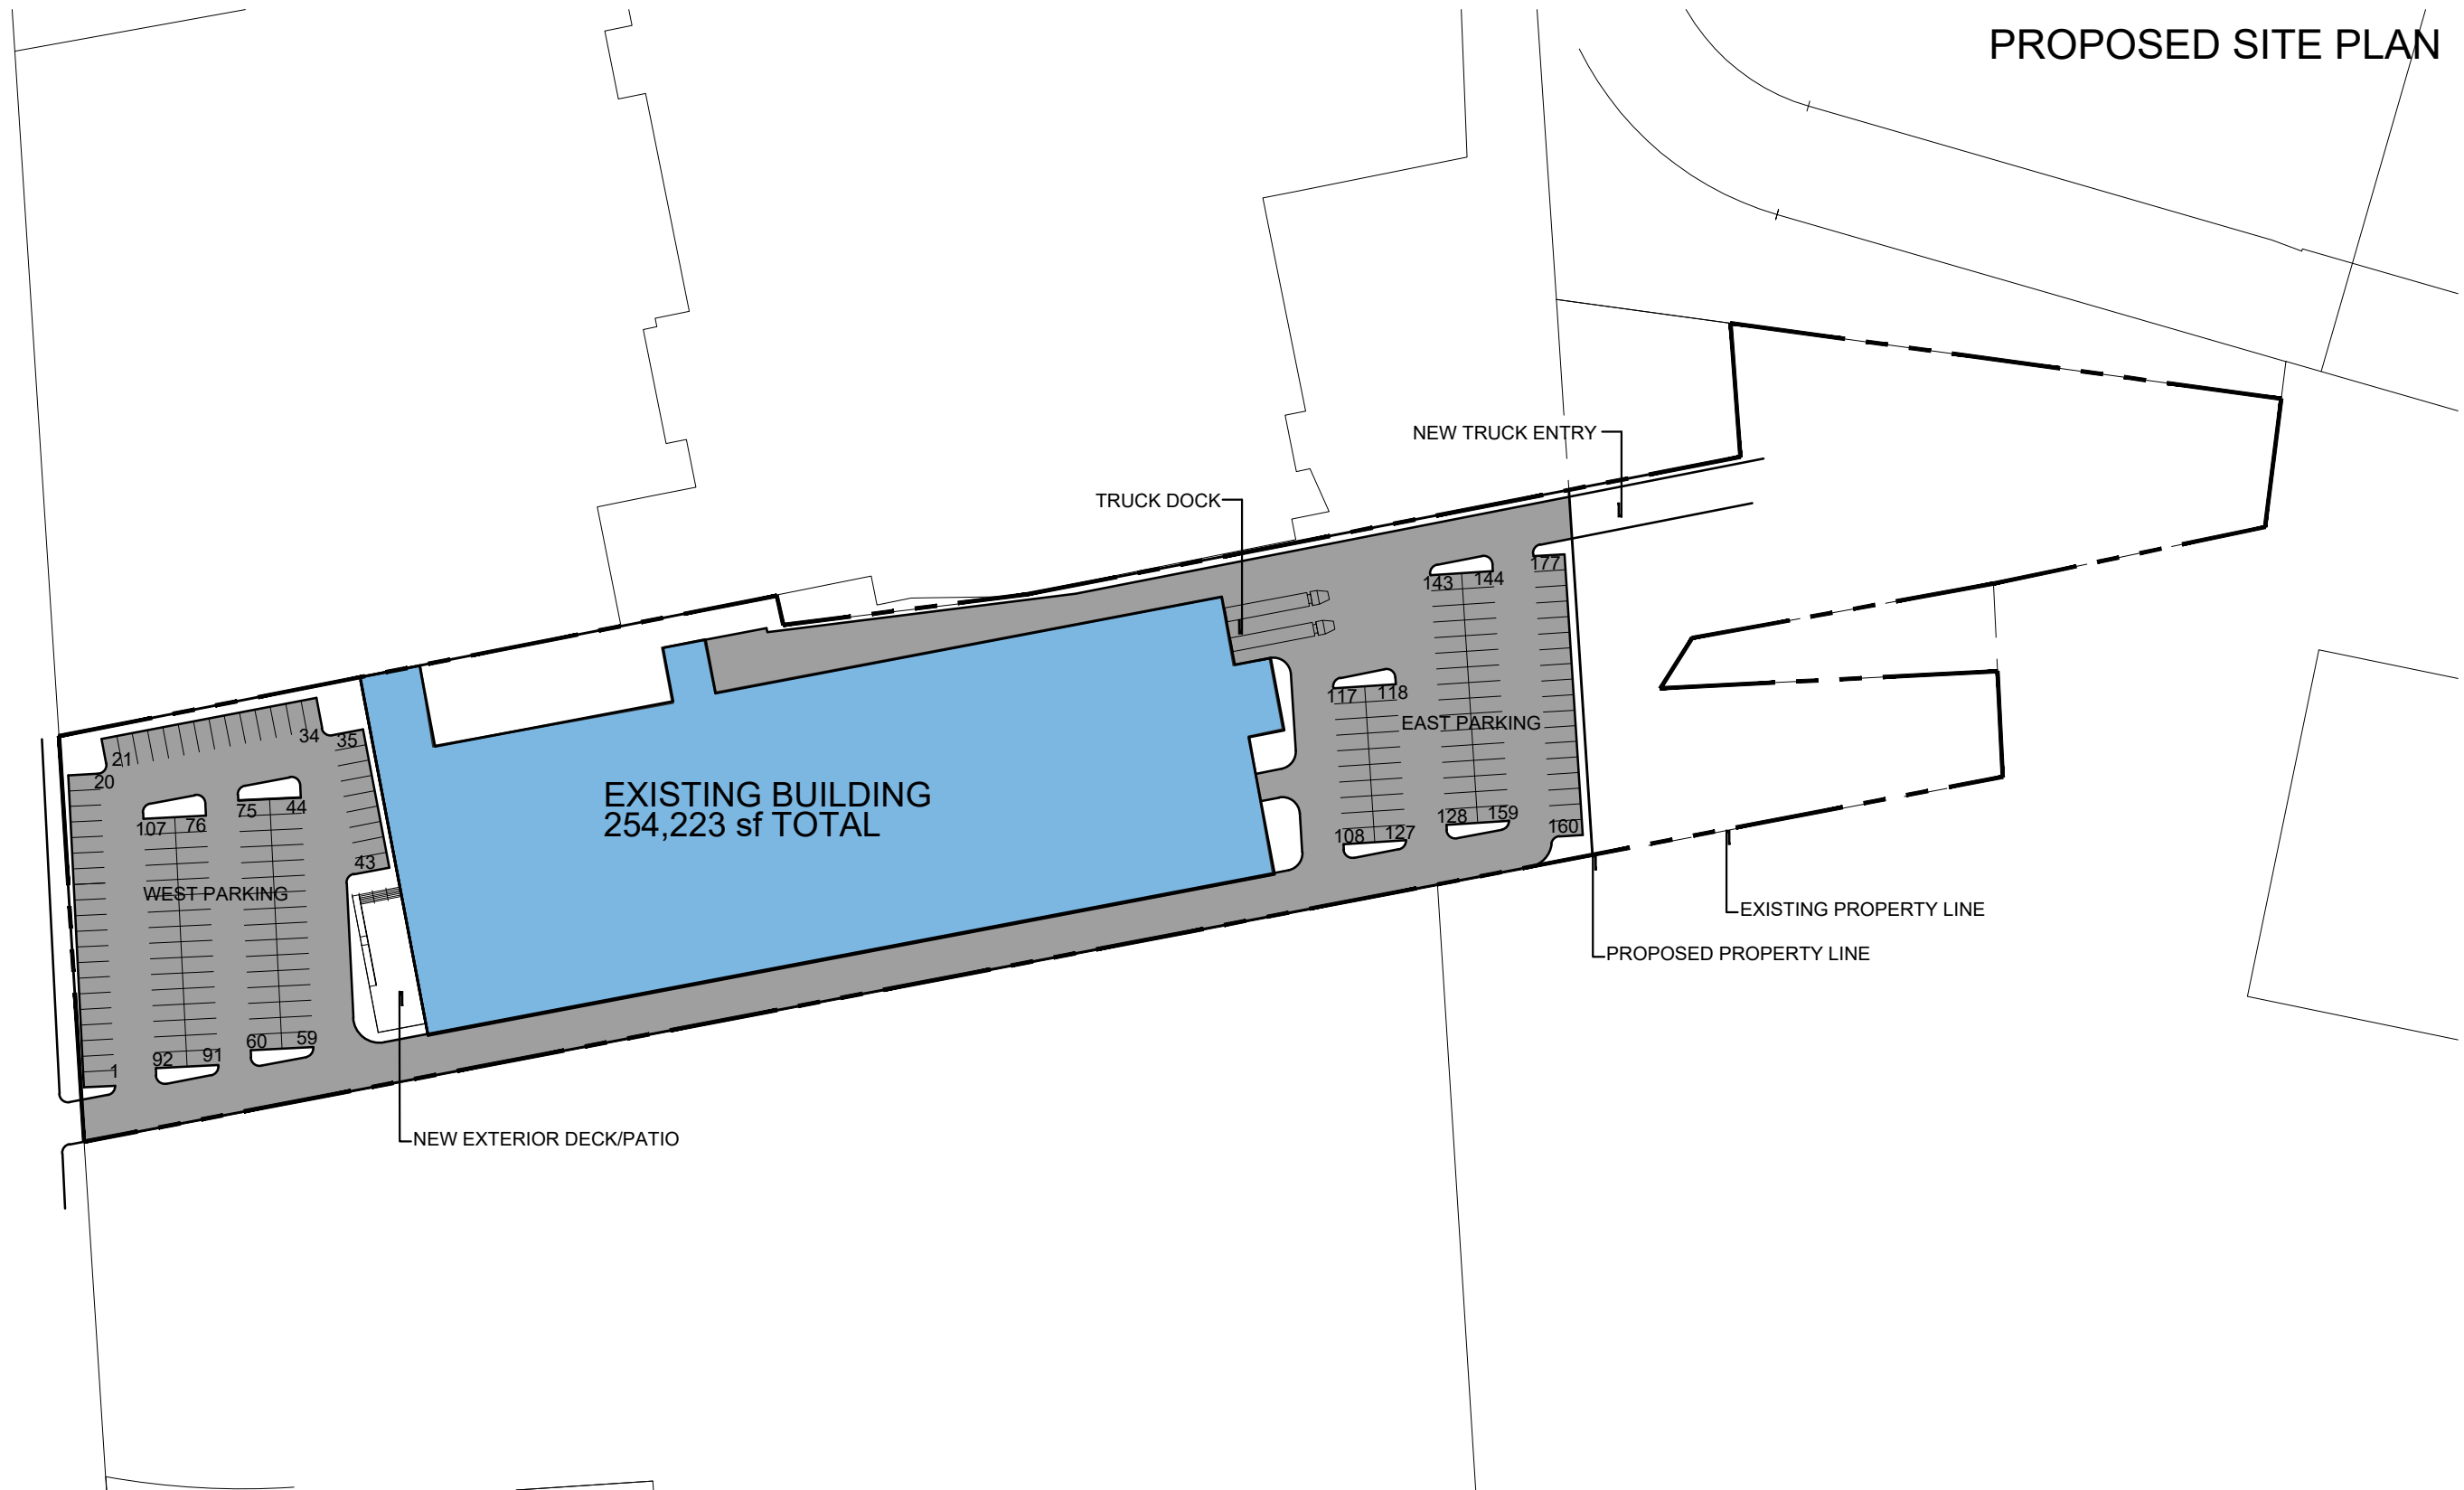 PROPOSED SITE PLAN
NEW TRUCK ENTRY
TRUCK DOCK
143 144 177
117 118
EAST PARKING
34 35
21
20
107 76 75 44
EXISTING BUILDING
254,223 sf TOTAL
128 159 160
108 127
43
WEST PARKING
EXISTING PROPERTY LINE
PROPOSED PROPERTY LINE
60 59
92 91
1
NEW EXTERIOR DECK/PATIO